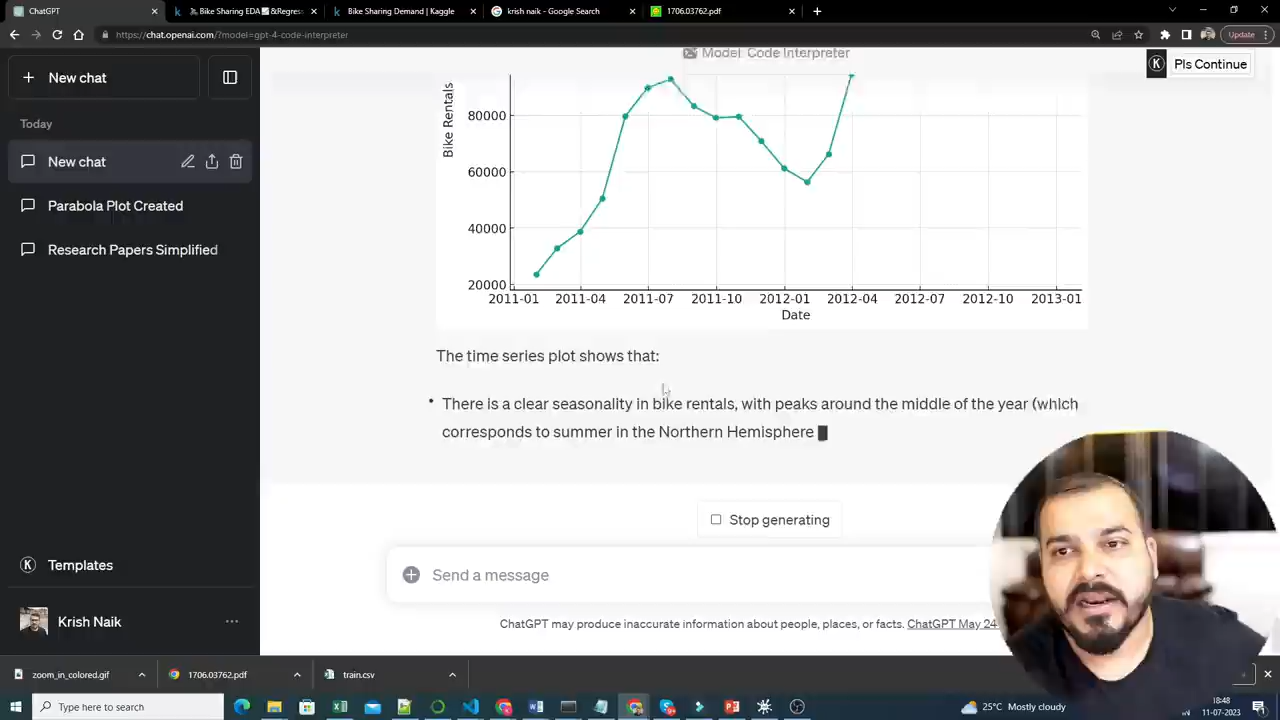 ChatGPT
Bike Sharing EDA &Regres
Bike Sharing Demand | Kaggle
krish naik - Google Search
1706.03762.pdf
https://chat.openai.com/?model=gpt-4-code-interpreter
Update
New chat
Model: Code Interpreter
K
Pls Continue
Today
New chat
Parabola Plot Created
Research Papers Simplified
Bike Rentals
80000
60000
40000
20000
2011-01 2011-04 2011-07 2011-10 2012-01 2012-04 2012-07 2012-10 2013-01
Date
The time series plot shows that:
• There is a clear seasonality in bike rentals, with peaks around the middle of the year (which
corresponds to summer in the Northern Hemisphere
Stop generating
K Templates
Send a message
Krish Naik
ChatGPT may produce inaccurate information about people, places, or facts. ChatGPT May 24
zoom_in_colored.gif
1706.03762.pdf
train.csv
Type here to search
25°C Mostly cloudy
18:48
11-07-2023